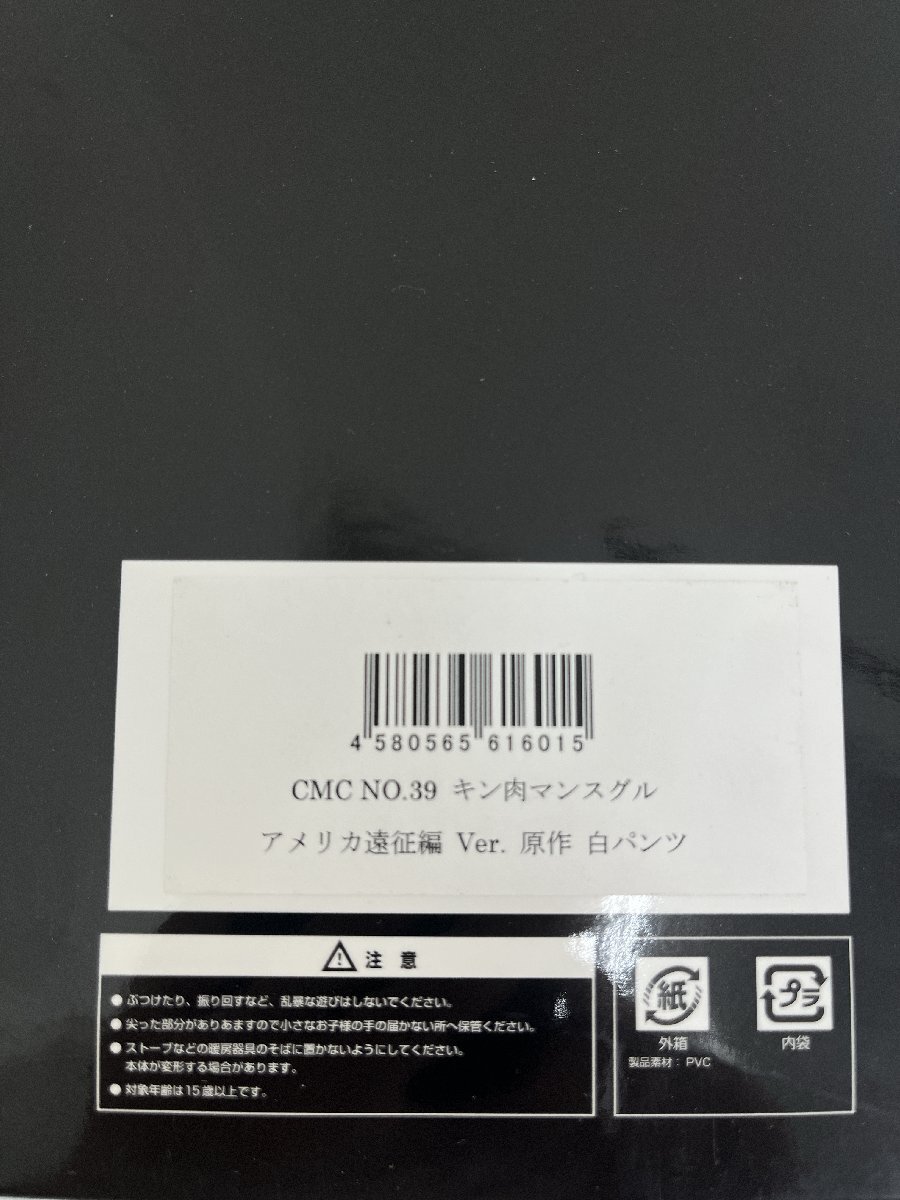 4 580565 616015
CMC NO.39 キン肉マンスグル
アメリカ遠征編 Ver. 原作 白パンツ
注 意
● ぶつけたり、振り回すなど、乱暴な遊びはしないでください。
● 尖った部分がありあますので小さなお子様の手の届かない所へ保管ください。
● ストーブなどの暖房器具のそばに置かないようにしてください。
本体が変形する場合があります。
● 対象年齢は15歳以上です。
紙
外箱
プラ
内袋
製品素材：PVC